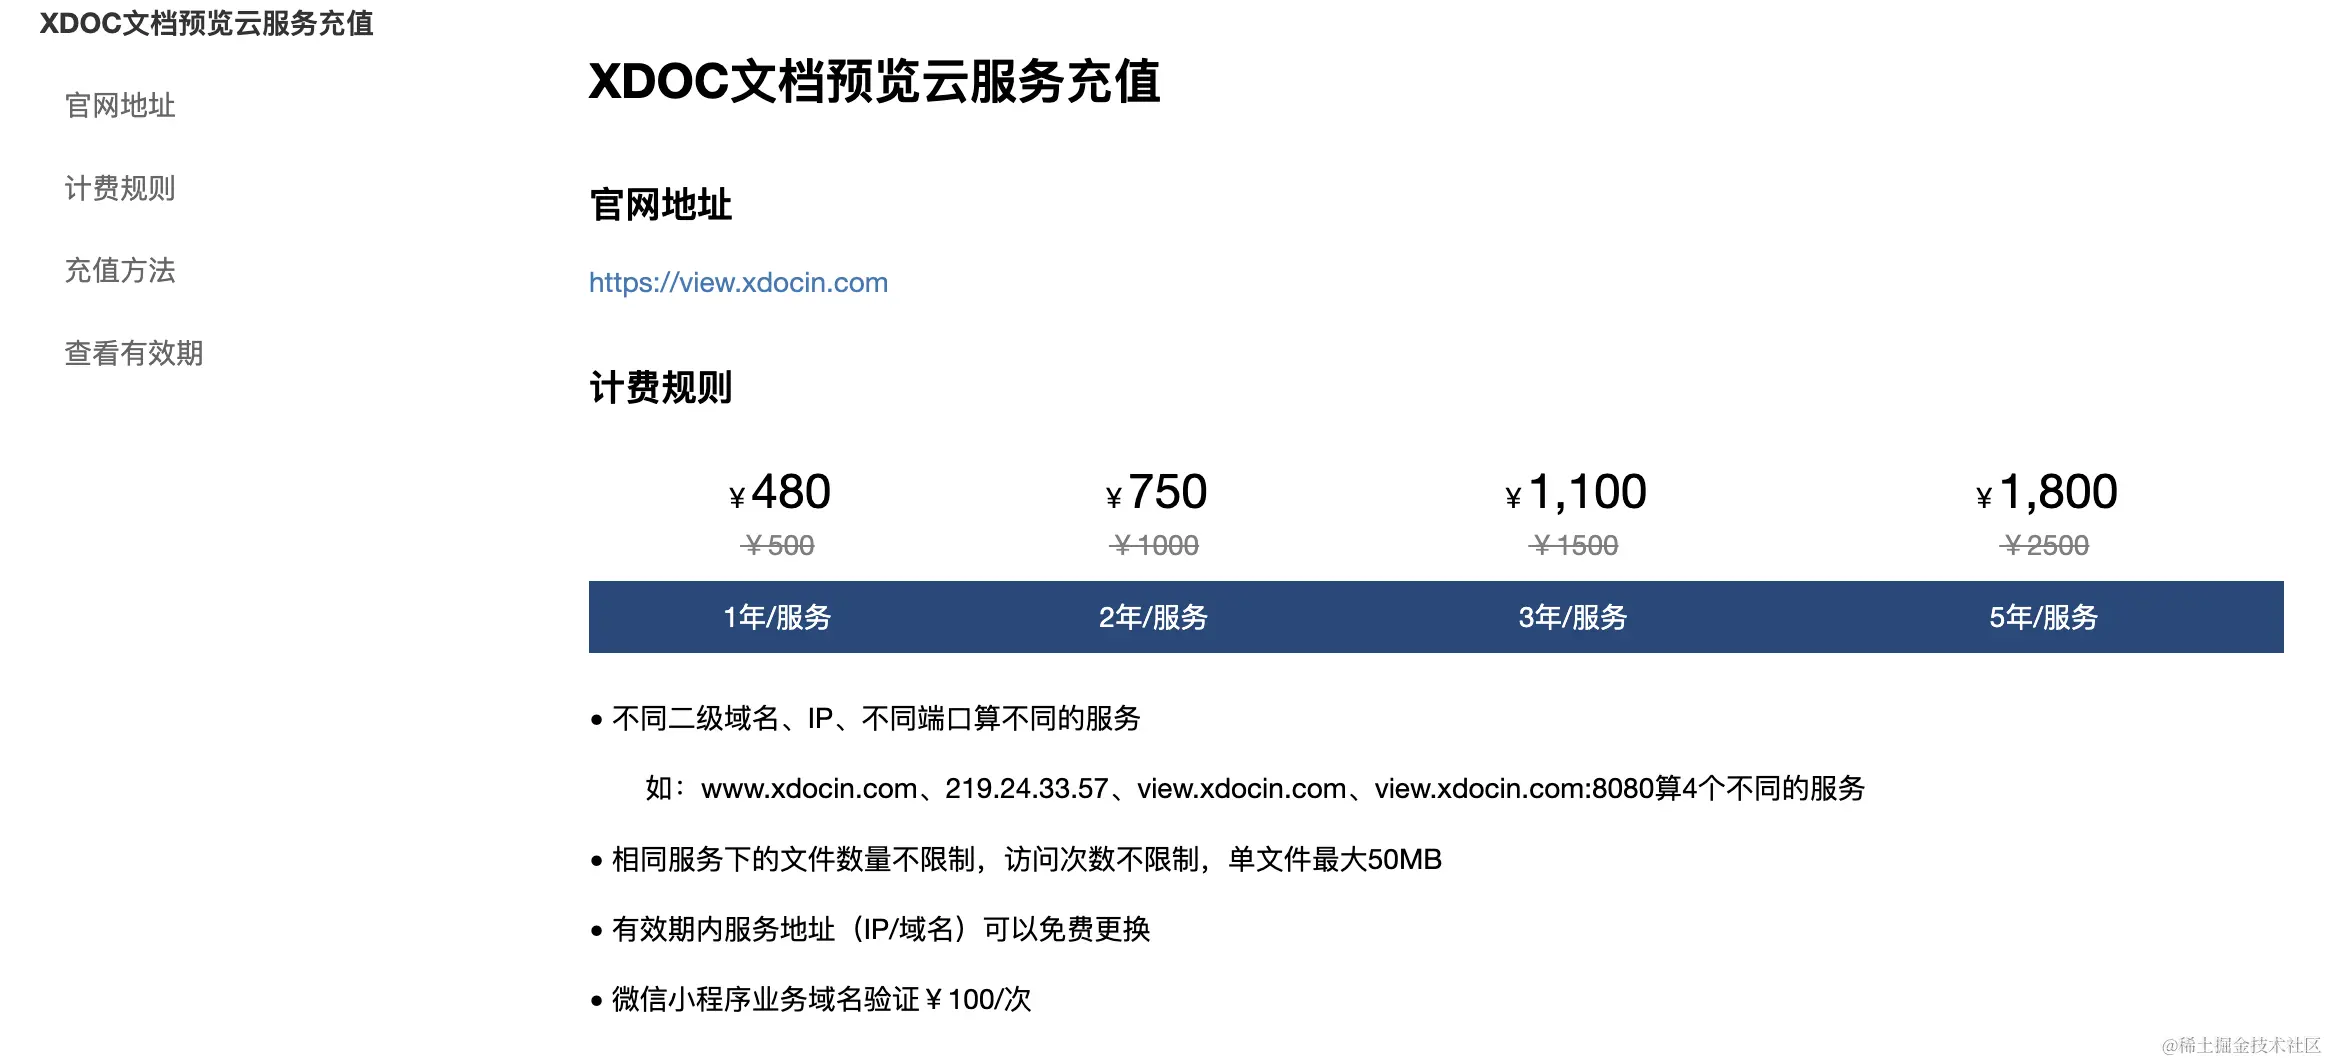 XDOC文档预览云服务充值
官网地址
计费规则
充值方法
查看有效期
XDOC文档预览云服务充值
官网地址
https://view.xdocin.com
计费规则
¥480 ¥750 ¥1,100 ¥1,800
¥500 ¥1000 ¥1500 ¥2500
1年/服务 2年/服务 3年/服务 5年/服务
• 不同二级域名、IP、不同端口算不同的服务
如：www.xdocin.com、219.24.33.57、view.xdocin.com、view.xdocin.com:8080算4个不同的服务
• 相同服务下的文件数量不限制，访问次数不限制，单文件最大50MB
• 有效期内服务地址（IP/域名）可以免费更换
• 微信小程序业务域名验证￥100/次
@稀土掘金技术社区